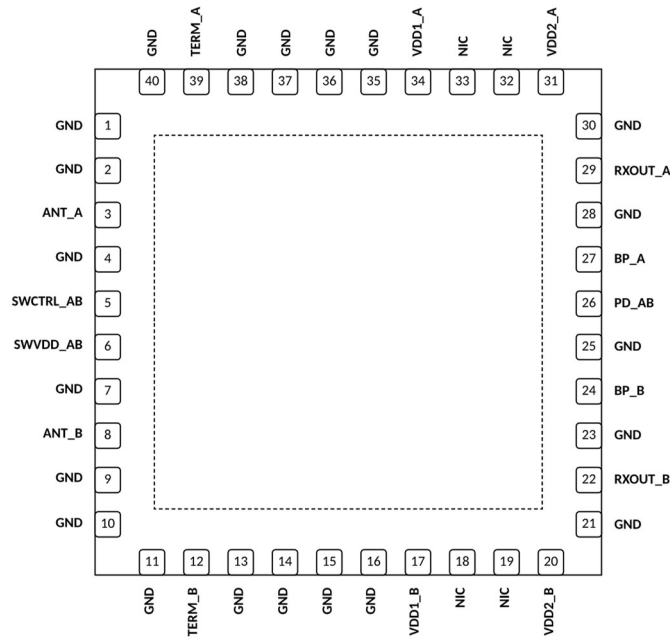 GND TERM_A GND GND GND GND VDD1_A NIC NIC VDD2_A
40 39 38 37 36 35 34 33 32 31
GND 1 30 GND
GND 2 29 RXOUT_A
ANT_A 3 28 GND
GND 4 27 BP_A
SWCTRL_AB 5 26 PD_AB
SWVDD_AB 6 25 GND
GND 7 24 BP_B
ANT_B 8 23 GND
GND 9 22 RXOUT_B
GND 10 21 GND
11 12 13 14 15 16 17 18 19 20
GND TERM_B GND GND GND GND VDD1_B NIC NIC VDD2_B